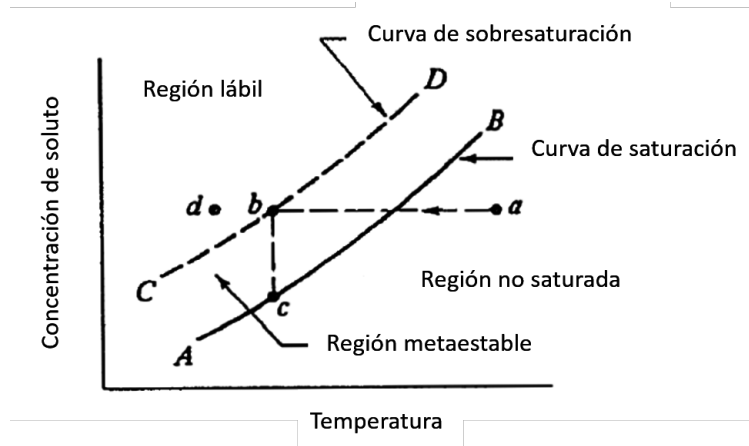 Curva de sobresaturación
D
Región lábil
B
Curva de saturación
Concentración de soluto
d
b
a
Región no saturada
C
c
A
Región metaestable
Temperatura